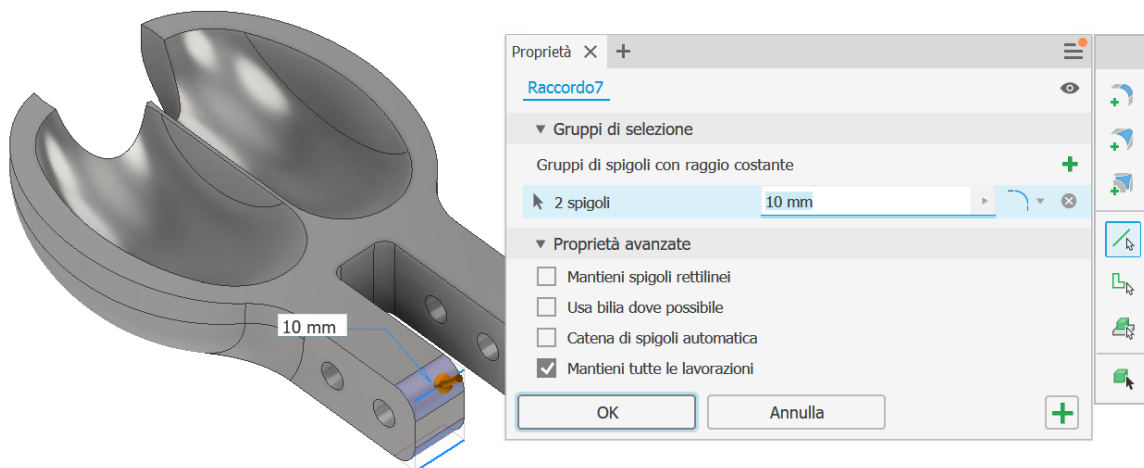 Proprietà
Raccordo7
Gruppi di selezione
Gruppi di spigoli con raggio costante
2 spigoli 10 mm
Proprietà avanzate
Mantieni spigoli rettilinei
Usa bilia dove possibile
Catena di spigoli automatica
Mantieni tutte le lavorazioni
OK Annulla
10 mm